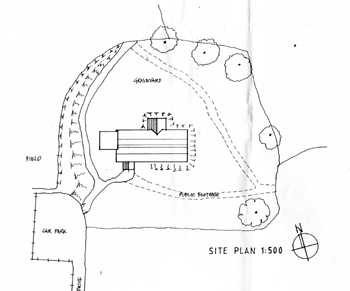 GRAVEYARD
FIELD
PUBLIC FOOTPATH
CAR PARK
N
SITE PLAN 1:500